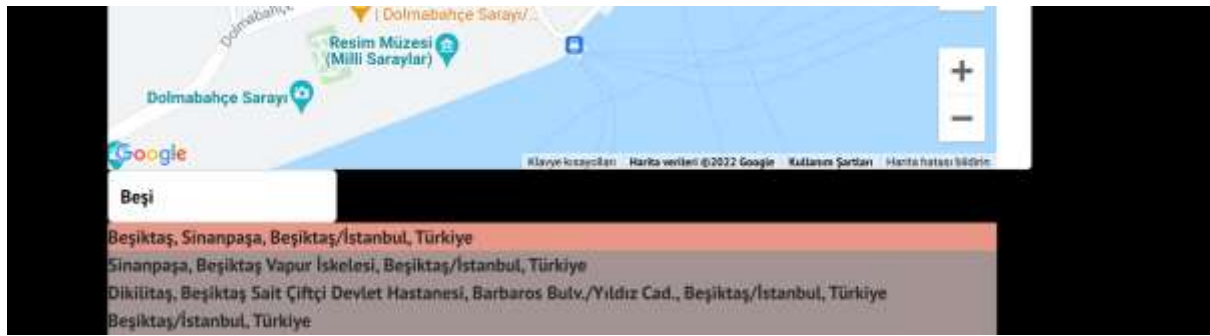 Dolmabahçe
| Dolmabahçe Sarayı/...
Resim Müzesi
(Milli Saraylar)
Dolmabahçe Sarayı
+
−
Google
Klavye kısayolları Harita verileri ©2022 Google Kullanım Şartları Harita hatası bildirin
Beşi
Beşiktaş, Sinanpaşa, Beşiktaş/İstanbul, Türkiye
Sinanpaşa, Beşiktaş Vapur İskelesi, Beşiktaş/İstanbul, Türkiye
Dikilitaş, Beşiktaş Sait Çiftçi Devlet Hastanesi, Barbaros Bulv./Yıldız Cad., Beşiktaş/İstanbul, Türkiye
Beşiktaş/İstanbul, Türkiye